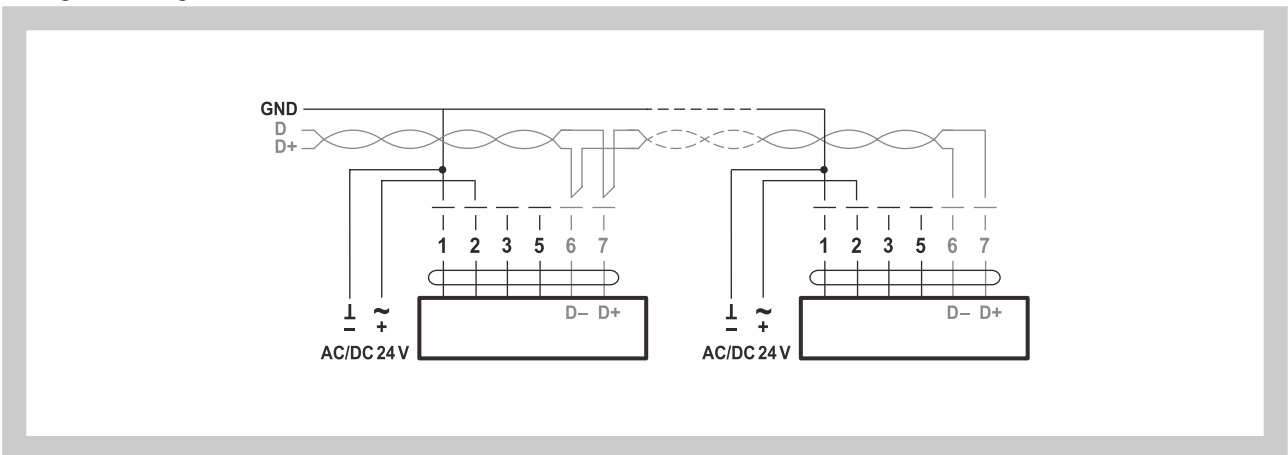 GND
D
D+
1 2 3 5 6 7 1 2 3 5 6 7
⊥ ~ D– D+ ⊥ ~ D– D+
– + – +
AC/DC 24 V AC/DC 24 V